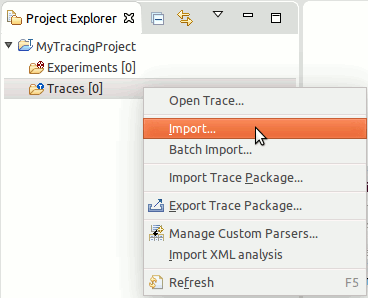 Project Explorer
MyTracingProject
Experiments [0]
Traces [0]
Open Trace...
Import...
Batch Import...
Import Trace Package...
Export Trace Package...
Manage Custom Parsers...
Import XML analysis
Refresh F5